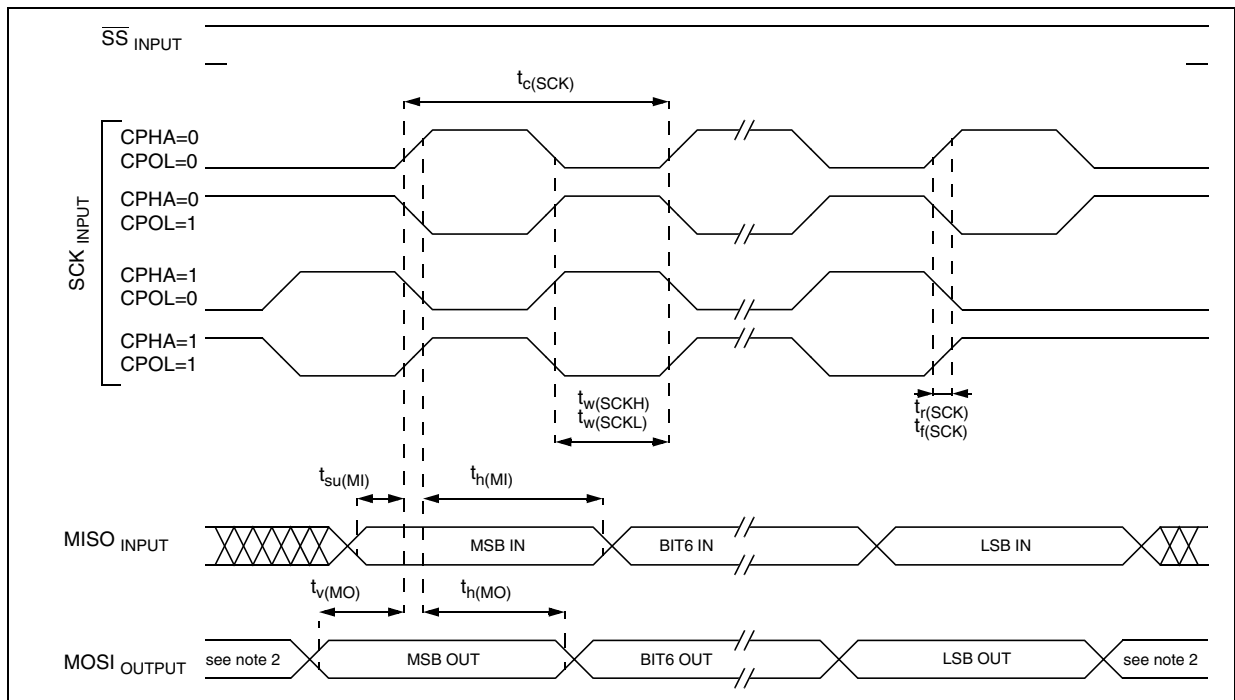 SS INPUT
tc(SCK)
SCK INPUT
CPHA=0
CPOL=0
CPHA=0
CPOL=1
CPHA=1
CPOL=0
CPHA=1
CPOL=1
tw(SCKH)
tw(SCKL)
tr(SCK)
tf(SCK)
tsu(MI)
th(MI)
MISO INPUT
MSB IN
BIT6 IN
LSB IN
tv(MO)
th(MO)
MOSI OUTPUT
see note 2
MSB OUT
BIT6 OUT
LSB OUT
see note 2